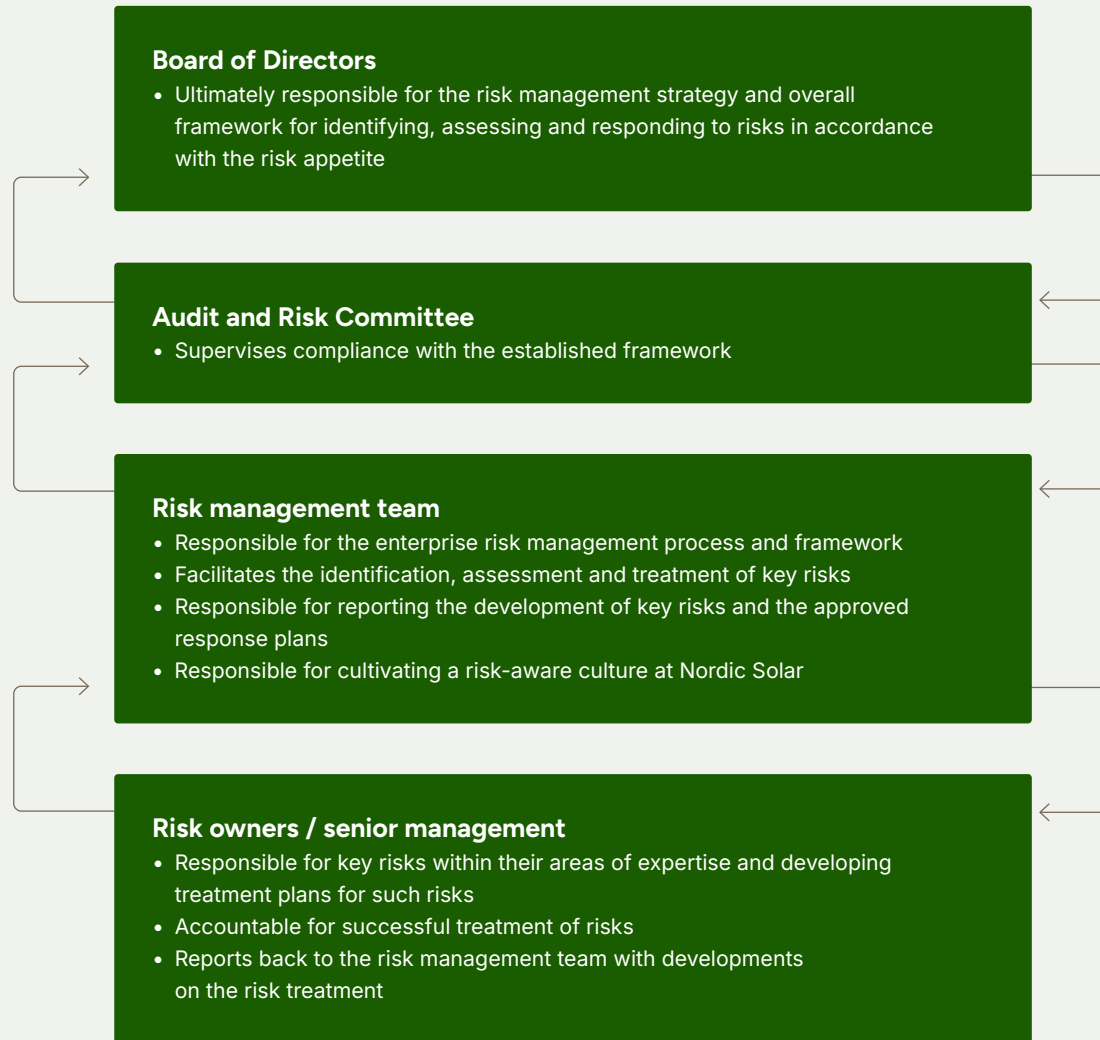 Board of Directors
• Ultimately responsible for the risk management strategy and overall
framework for identifying, assessing and responding to risks in accordance
with the risk appetite
Audit and Risk Committee
• Supervises compliance with the established framework
Risk management team
• Responsible for the enterprise risk management process and framework
• Facilitates the identification, assessment and treatment of key risks
• Responsible for reporting the development of key risks and the approved
response plans
• Responsible for cultivating a risk-aware culture at Nordic Solar
Risk owners / senior management
• Responsible for key risks within their areas of expertise and developing
treatment plans for such risks
• Accountable for successful treatment of risks
• Reports back to the risk management team with developments
on the risk treatment